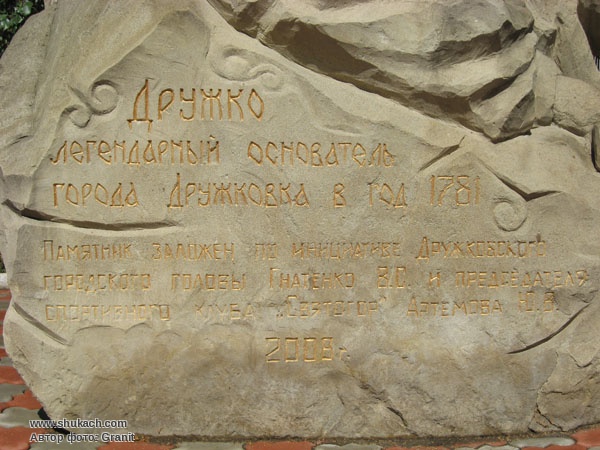 Дружко
легендарный основатель
города Дружковка в год 1781
Памятник заложен по инициативе Дружковского
городского головы Гнатенко В.С. и председателя
спортивного клуба „Святогор" Артемова Ю.В.
2003 г.
www.shukach.com
Автор фото: Granit